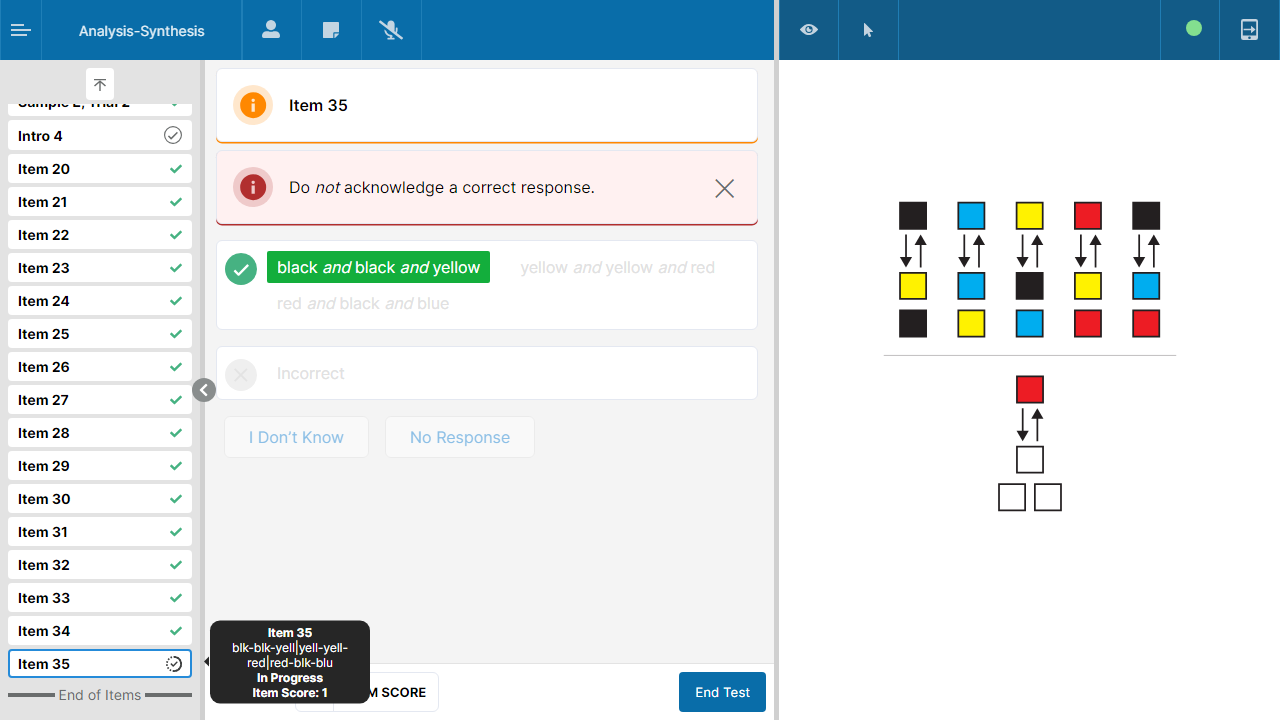 Analysis-Synthesis
Sample 2, Trial 2
Intro 4
Item 20
Item 21
Item 22
Item 23
Item 24
Item 25
Item 26
Item 27
Item 28
Item 29
Item 30
Item 31
Item 32
Item 33
Item 34
Item 35
End of Items
Item 35
Do not acknowledge a correct response.
black and black and yellow
yellow and yellow and red
red and black and blue
Incorrect
I Don't Know
No Response
Item 35
blk-blk-yell|yell-yell-
red|red-blk-blu
In Progress
Item Score: 1
M SCORE
End Test